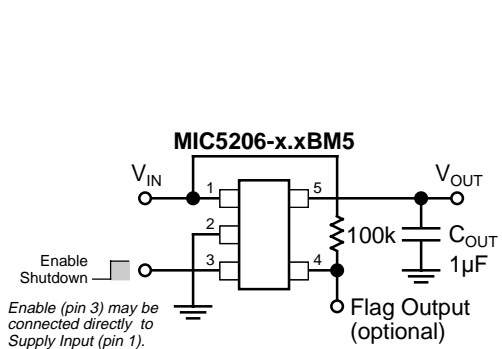 MIC5206-x.xBM5
VIN
VOUT
1
5
2
100k
COUT
1µF
Enable
Shutdown
3
4
Enable (pin 3) may be
connected directly to
Supply Input (pin 1).
Flag Output
(optional)